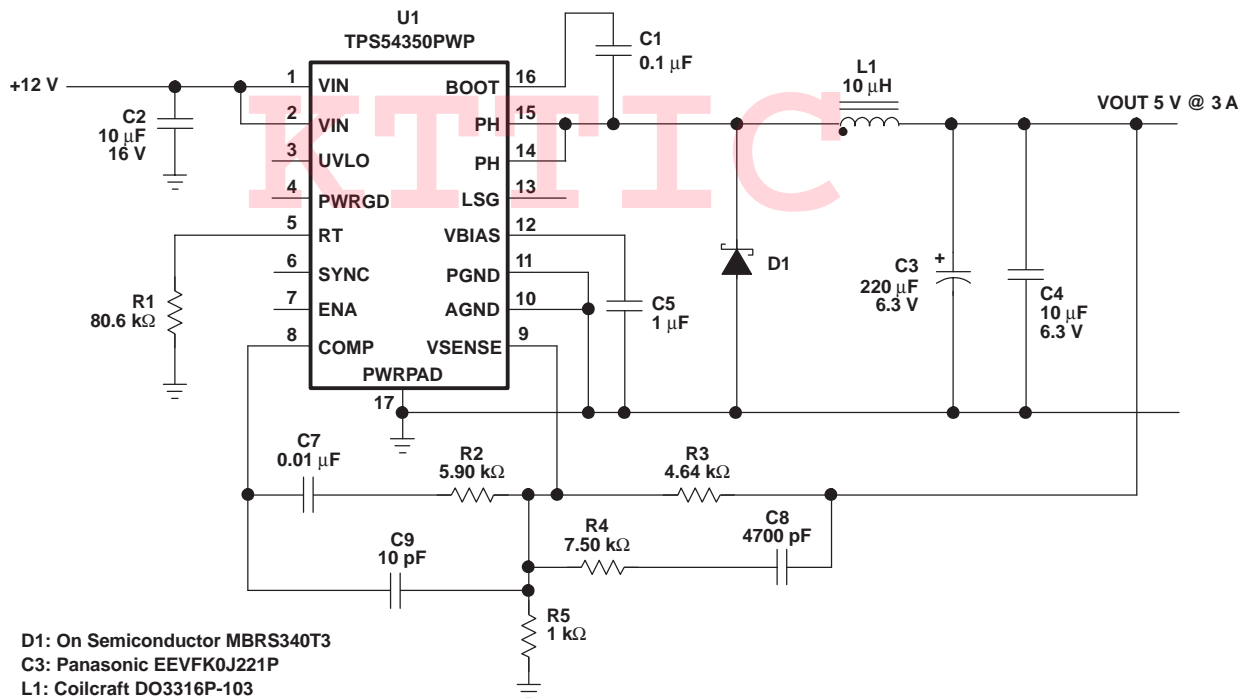 U1
TPS54350PWP
+12 V
C2
10 μF
16 V
1 VIN
2 VIN
3 UVLO
4 PWRGD
5 RT
6 SYNC
7 ENA
8 COMP
BOOT 16
PH 15
PH 14
LSG 13
VBIAS 12
PGND 11
AGND 10
VSENSE 9
PWRPAD
17
C1
0.1 μF
L1
10 μH
VOUT 5 V @ 3 A
KTTIC
R1
80.6 kΩ
C5
1 μF
D1
C3
+
220 μF
6.3 V
C4
10 μF
6.3 V
C7
0.01 μF
R2
5.90 kΩ
R3
4.64 kΩ
C9
10 pF
R4
7.50 kΩ
C8
4700 pF
R5
1 kΩ
D1: On Semiconductor MBRS340T3
C3: Panasonic EEVFK0J221P
L1: Coilcraft DO3316P-103